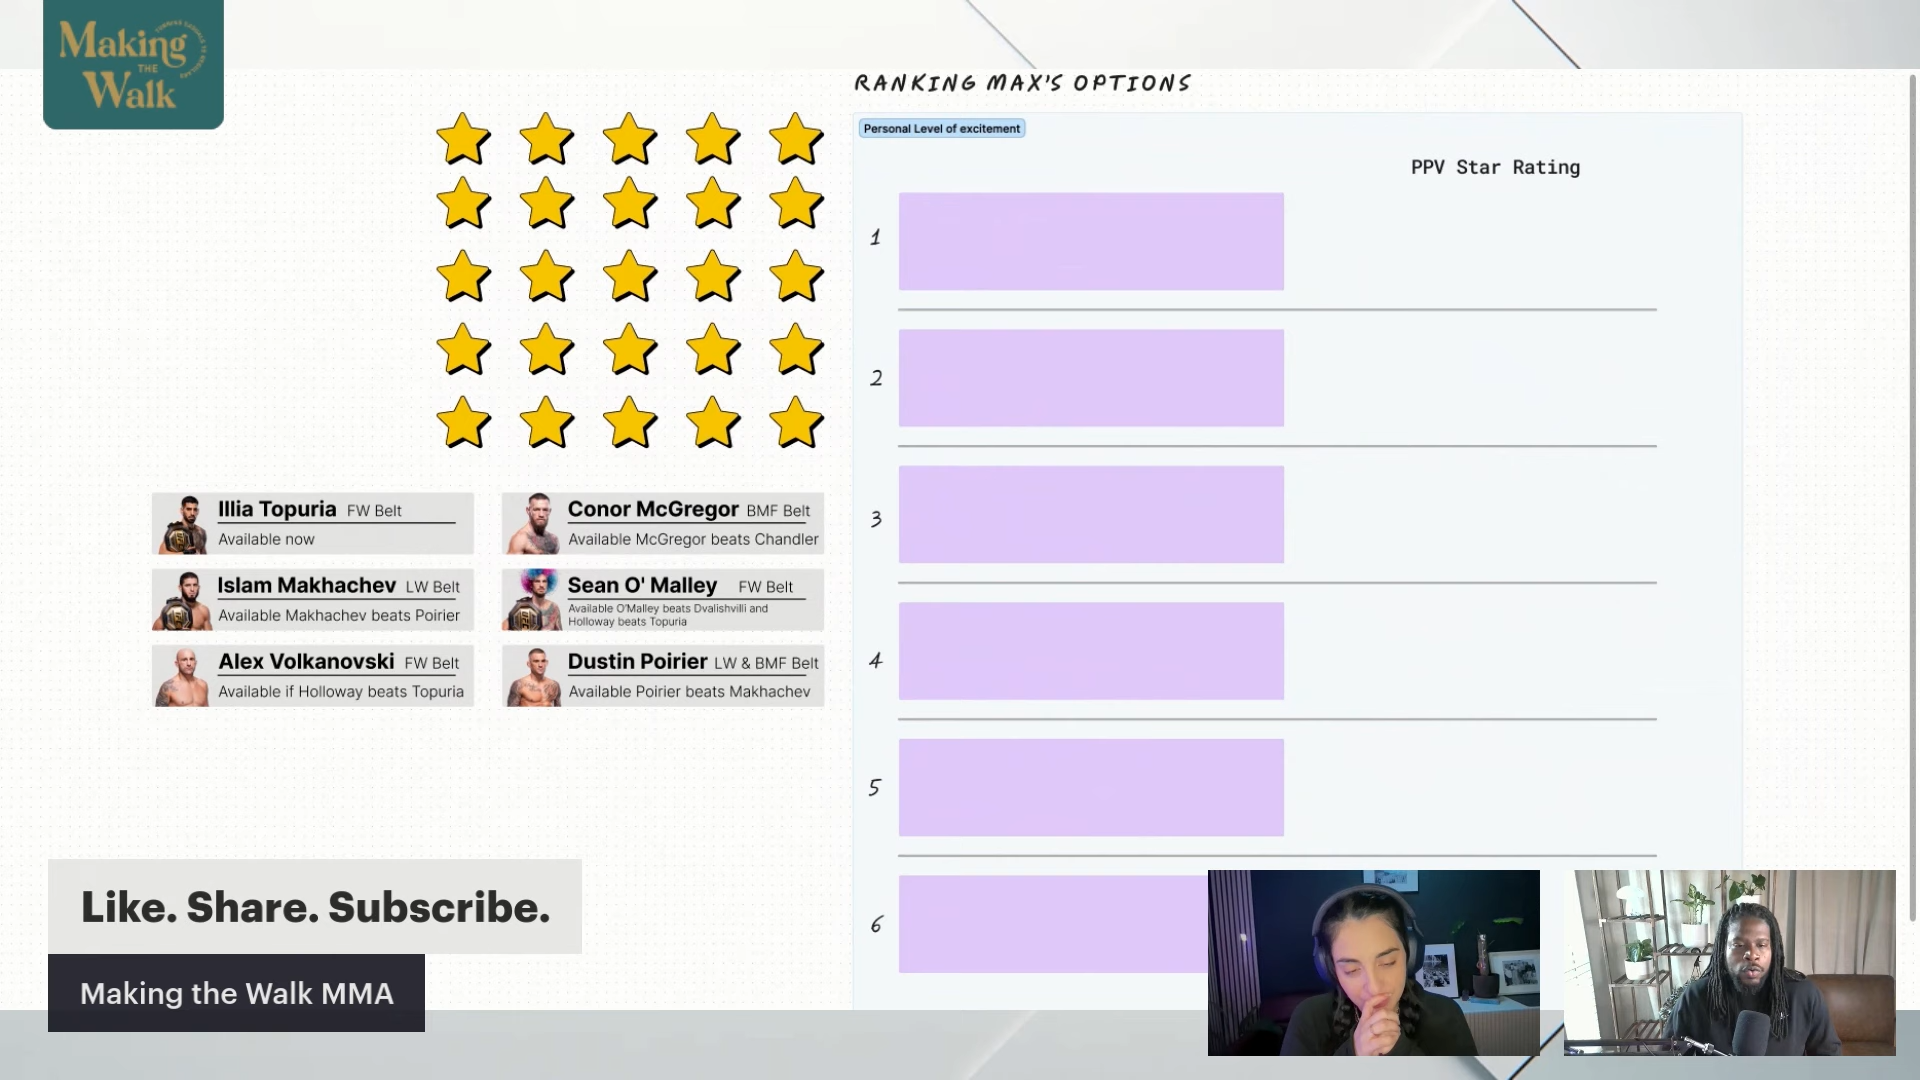 Making
THE
Walk
RANKING MAX'S OPTIONS
Personal Level of excitement
PPV Star Rating
1
2
3
4
5
6
Illia Topuria FW Belt
Available now
Conor McGregor BMF Belt
Available McGregor beats Chandler
Islam Makhachev LW Belt
Available Makhachev beats Poirier
Sean O' Malley FW Belt
Available O'Malley beats Dvalishvilli and
Holloway beats Topuria
Alex Volkanovski FW Belt
Available if Holloway beats Topuria
Dustin Poirier LW & BMF Belt
Available Poirier beats Makhachev
Like. Share. Subscribe.
Making the Walk MMA